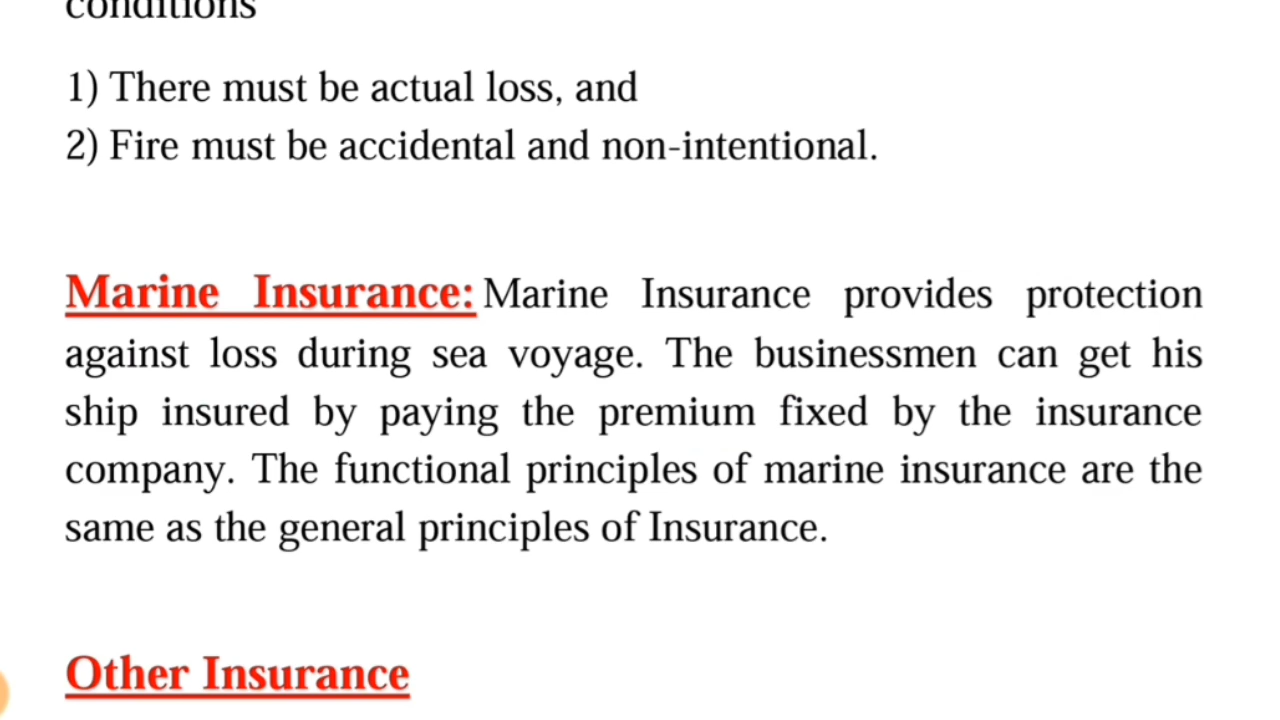 conditions
1) There must be actual loss, and
2) Fire must be accidental and non-intentional.
Marine Insurance: Marine Insurance provides protection
against loss during sea voyage. The businessmen can get his
ship insured by paying the premium fixed by the insurance
company. The functional principles of marine insurance are the
same as the general principles of Insurance.
Other Insurance